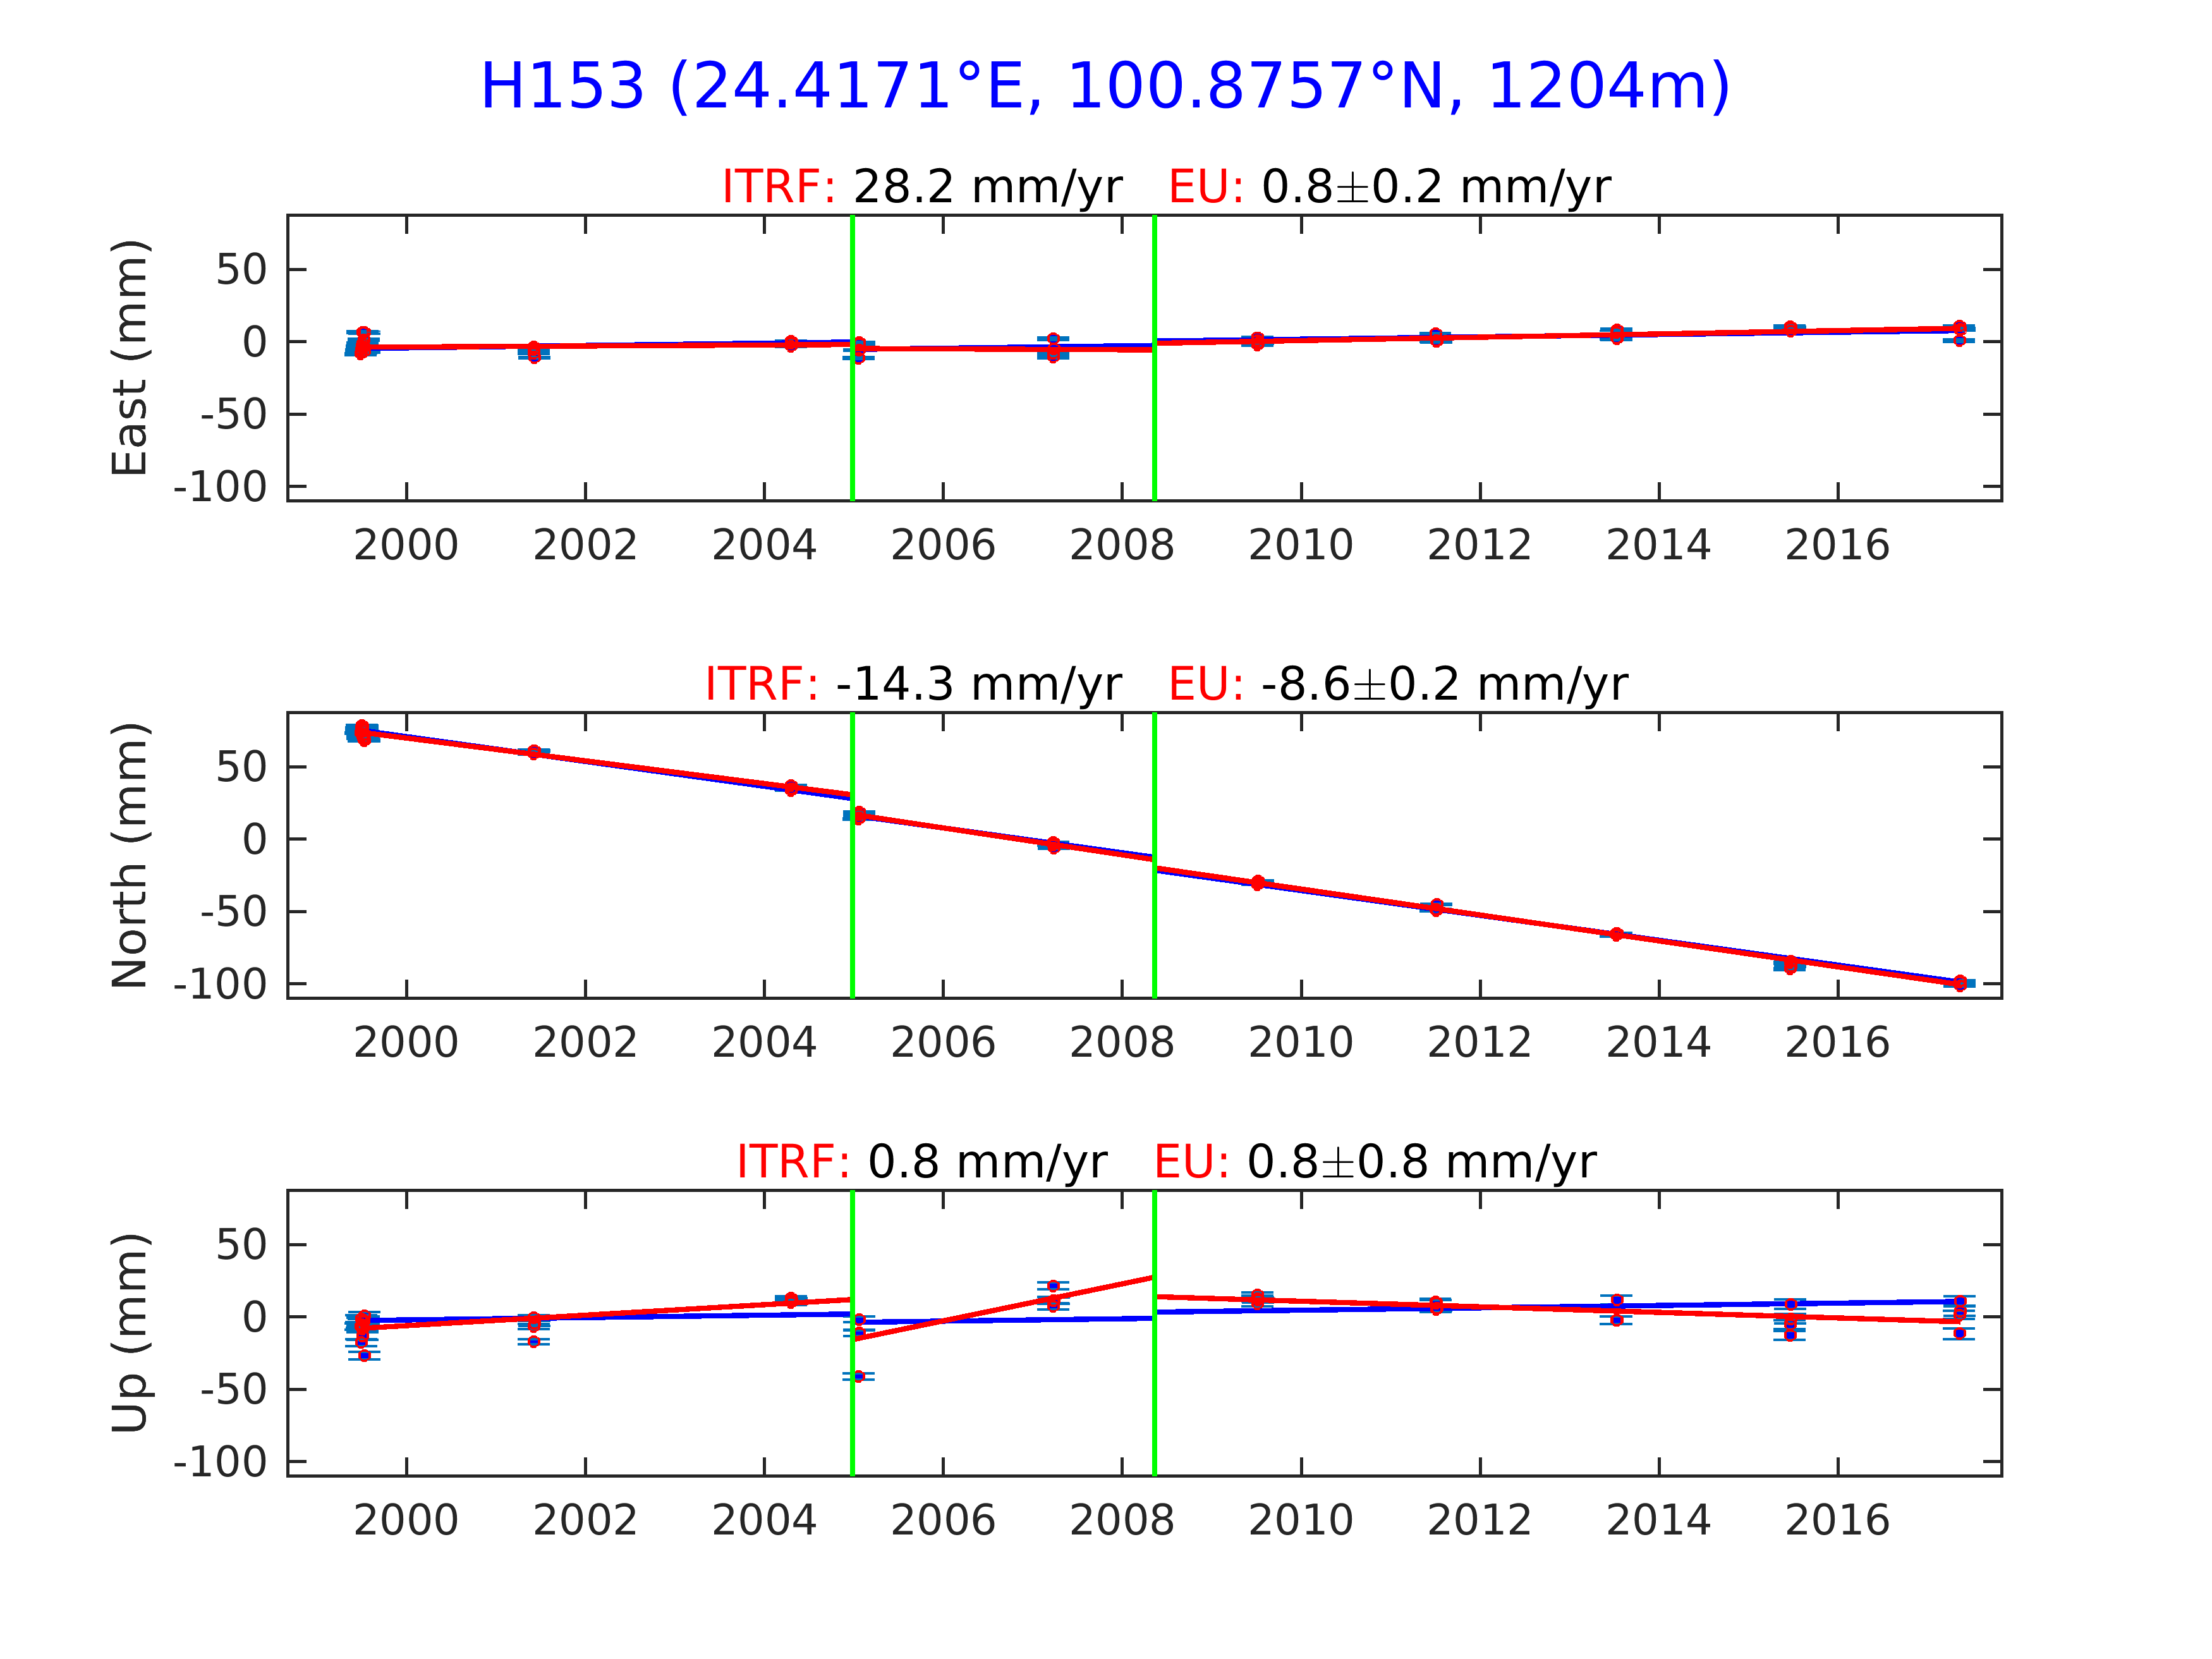 H153 (24.4171°E, 100.8757°N, 1204m)
ITRF: 28.2 mm/yr EU: 0.8±0.2 mm/yr
East (mm)
50
0
-50
-100
2000 2002 2004 2006 2008 2010 2012 2014 2016
ITRF: -14.3 mm/yr EU: -8.6±0.2 mm/yr
North (mm)
50
0
-50
-100
2000 2002 2004 2006 2008 2010 2012 2014 2016
ITRF: 0.8 mm/yr EU: 0.8±0.8 mm/yr
Up (mm)
50
0
-50
-100
2000 2002 2004 2006 2008 2010 2012 2014 2016